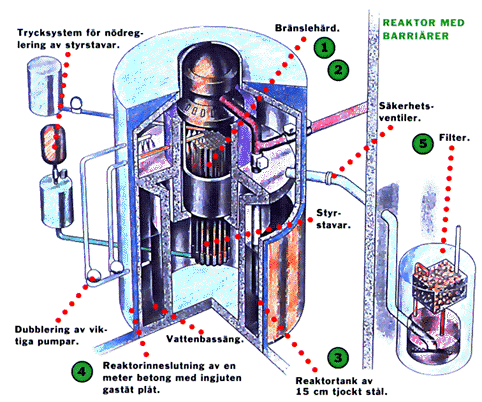 Trycksystem för nödreg-
lering av styrstavar.
Bränslehärd.
1
2
REAKTOR MED
BARRIÄRER
Säkerhets-
ventiler.
5
Filter.
Styr-
stavar.
Dubblering av vik-
tiga pumpar.
Vattenbassäng.
4
Reaktorinneslutning av en
meter betong med ingjuten
gastät plåt.
3
Reaktortank av
15 cm tjockt stål.